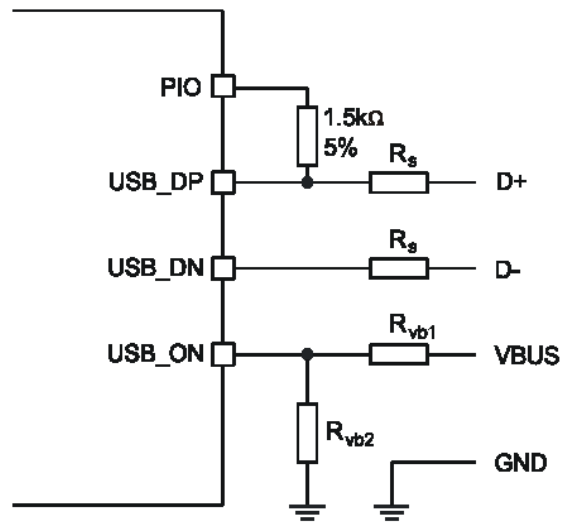 PIO
1.5kΩ
5%
Rs
USB_DP
D+
Rs
USB_DN
D-
Rvb1
USB_ON
VBUS
Rvb2
GND